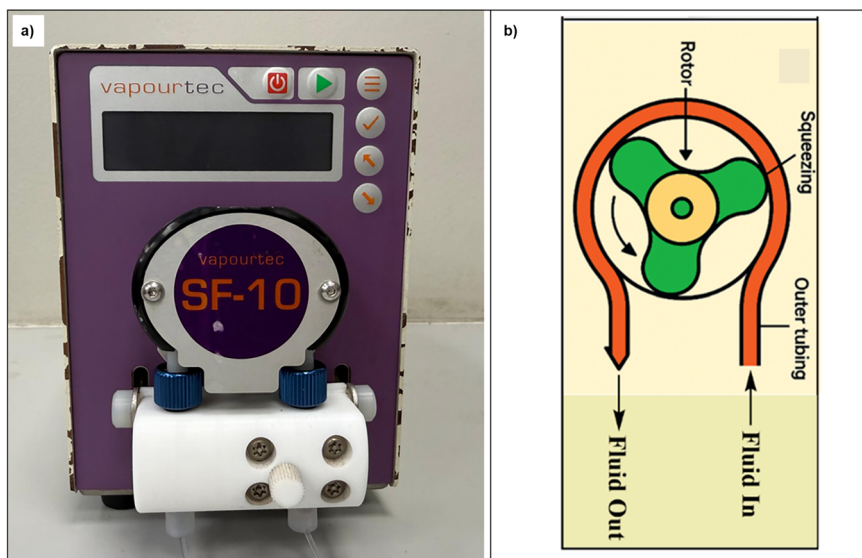 a)
vapourtec
vapourtec
SF-10
b)
Rotor
Squeezing
Outer tubing
Fluid Out
Fluid In